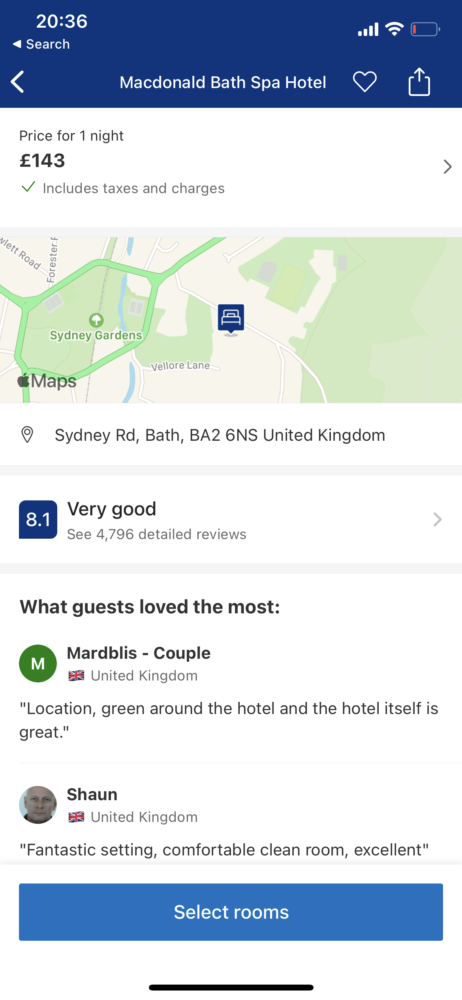 20:36
◀ Search
Macdonald Bath Spa Hotel
Price for 1 night
£143
Includes taxes and charges
wlett Road
Forester
Sydney Gardens
Vellore Lane
Maps
Sydney Rd, Bath, BA2 6NS United Kingdom
8.1
Very good
See 4,796 detailed reviews
What guests loved the most:
M
Mardblis - Couple
🇬🇧 United Kingdom
"Location, green around the hotel and the hotel itself is
great."
Shaun
🇬🇧 United Kingdom
"Fantastic setting, comfortable clean room, excellent"
Select rooms